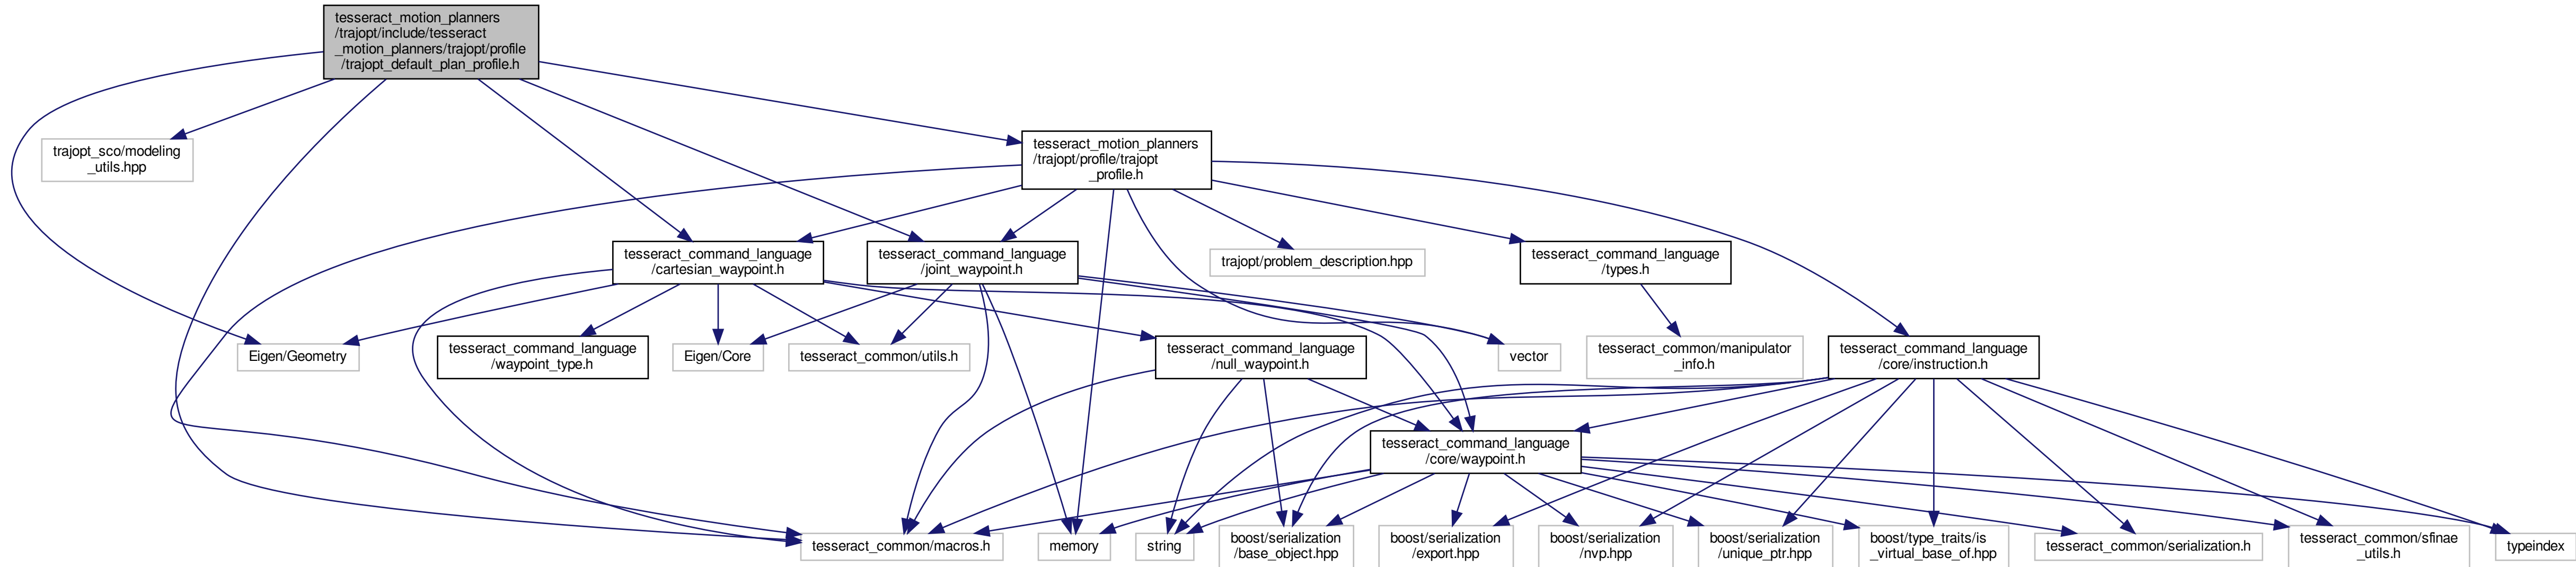 tesseract_motion_planners
/trajopt/include/tesseract
_motion_planners/trajopt/profile
/trajopt_default_plan_profile.h
trajopt_sco/modeling
_utils.hpp
tesseract_motion_planners
/trajopt/profile/trajopt
_profile.h
tesseract_command_language
/cartesian_waypoint.h
tesseract_command_language
/joint_waypoint.h
trajopt/problem_description.hpp
tesseract_command_language
/types.h
Eigen/Geometry
tesseract_command_language
/waypoint_type.h
Eigen/Core
tesseract_common/utils.h
tesseract_command_language
/null_waypoint.h
vector
tesseract_common/manipulator
_info.h
tesseract_command_language
/core/instruction.h
tesseract_command_language
/core/waypoint.h
tesseract_common/macros.h
memory
string
boost/serialization
/base_object.hpp
boost/serialization
/export.hpp
boost/serialization
/nvp.hpp
boost/serialization
/unique_ptr.hpp
boost/type_traits/is
_virtual_base_of.hpp
tesseract_common/serialization.h
tesseract_common/sfinae
_utils.h
typeindex